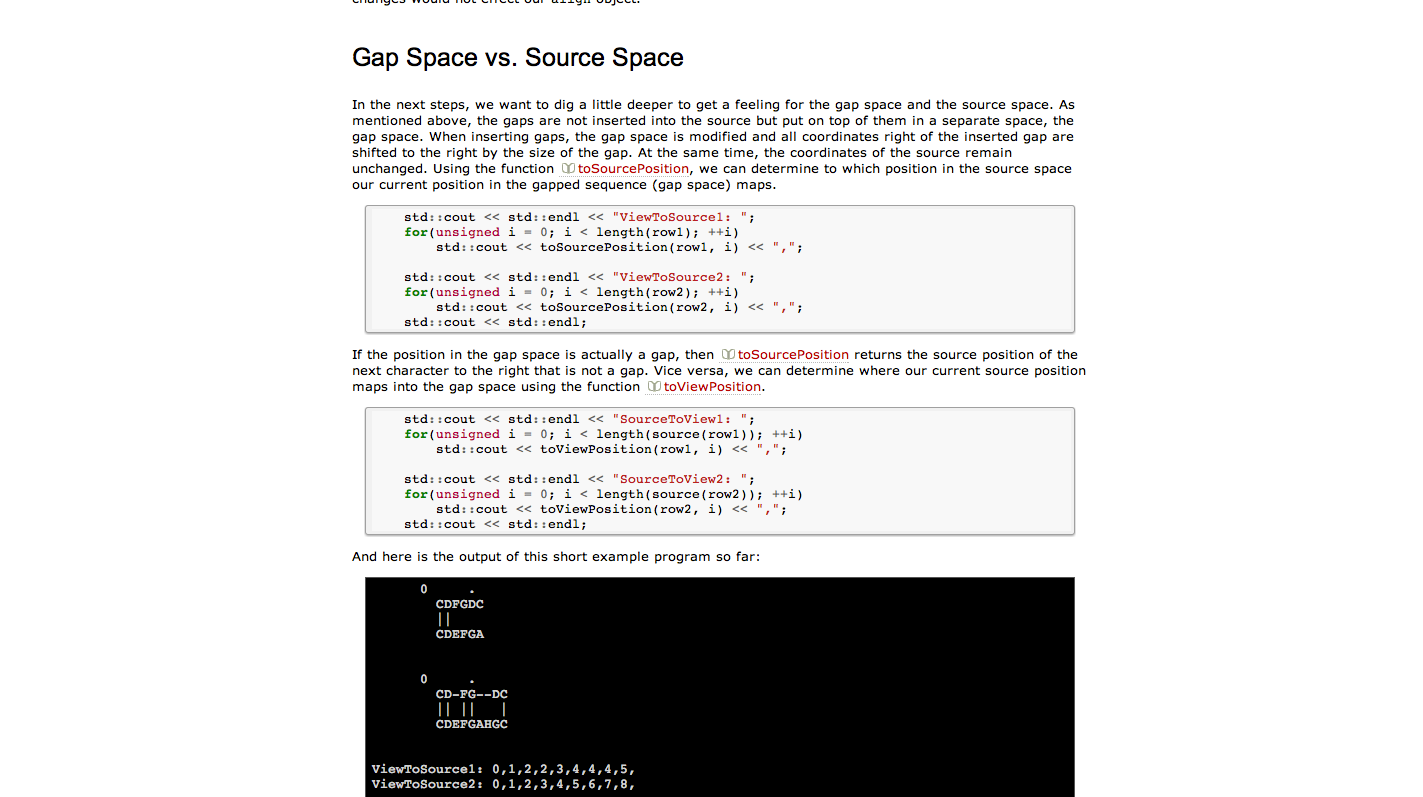 changes would not effect our align object.
Gap Space vs. Source Space
In the next steps, we want to dig a little deeper to get a feeling for the gap space and the source space. As
mentioned above, the gaps are not inserted into the source but put on top of them in a separate space, the
gap space. When inserting gaps, the gap space is modified and all coordinates right of the inserted gap are
shifted to the right by the size of the gap. At the same time, the coordinates of the source remain
unchanged. Using the function toSourcePosition, we can determine to which position in the source space
our current position in the gapped sequence (gap space) maps.
std::cout << std::endl << "ViewToSource1: ";
for(unsigned i = 0; i < length(row1); ++i)
std::cout << toSourcePosition(row1, i) << ",";
std::cout << std::endl << "ViewToSource2: ";
for(unsigned i = 0; i < length(row2); ++i)
std::cout << toSourcePosition(row2, i) << ",";
std::cout << std::endl;
If the position in the gap space is actually a gap, then toSourcePosition returns the source position of the
next character to the right that is not a gap. Vice versa, we can determine where our current source position
maps into the gap space using the function toViewPosition.
std::cout << std::endl << "SourceToView1: ";
for(unsigned i = 0; i < length(source(row1)); ++i)
std::cout << toViewPosition(row1, i) << ",";
std::cout << std::endl << "SourceToView2: ";
for(unsigned i = 0; i < length(source(row2)); ++i)
std::cout << toViewPosition(row2, i) << ",";
std::cout << std::endl;
And here is the output of this short example program so far:
0     .
CDFGDC
||
CDEFGA
0     .
CD-FG--DC
|| ||   |
CDEFGAHGC
ViewToSource1: 0,1,2,2,3,4,4,4,5,
ViewToSource2: 0,1,2,3,4,5,6,7,8,